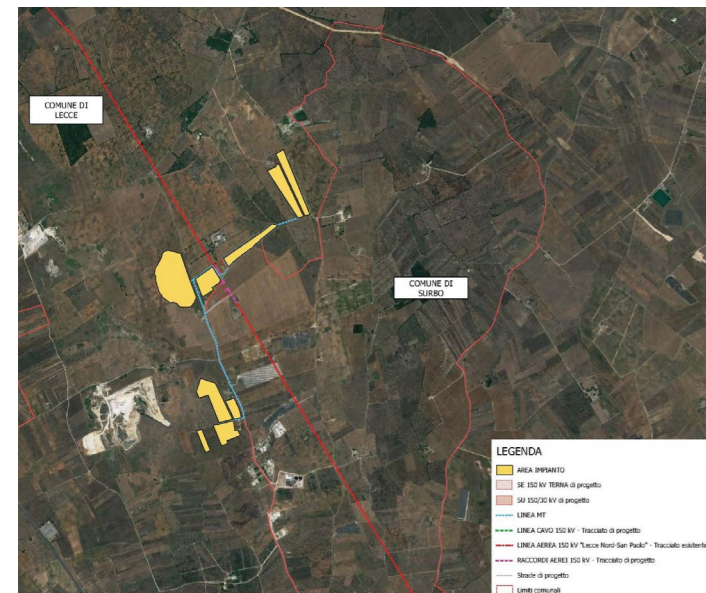 COMUNE DI
LECCE
COMUNE DI
SURBO
LEGENDA
AREA IMPIANTO
SE 150 kV TERNA di progetto
SU 150/30 kV di progetto
LINEA MT
LINEA CAVO 150 kV - Tracciato di progetto
LINEA AEREA 150 kV "Lecce Nord-San Paolo" - Tracciato esistente
RACCORDI AEREI 150 kV - Tracciato di progetto
Strade di progetto
Limiti comunali